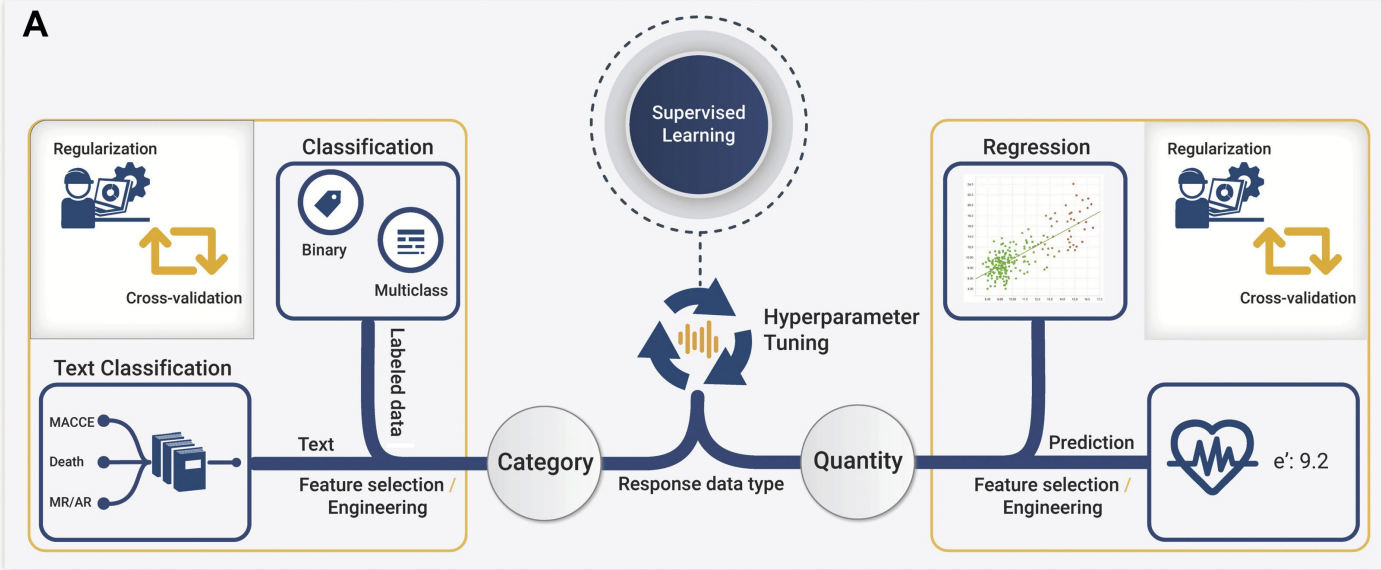 A
Supervised
Learning
Regularization
Cross-validation
Classification
Binary
Multiclass
Labeled data
Text Classification
MACCE
Death
MR/AR
Text
Feature selection /
Engineering
Category
Hyperparameter
Tuning
Response data type
Quantity
Regression
Regularization
Cross-validation
Prediction
Feature selection /
Engineering
e’: 9.2